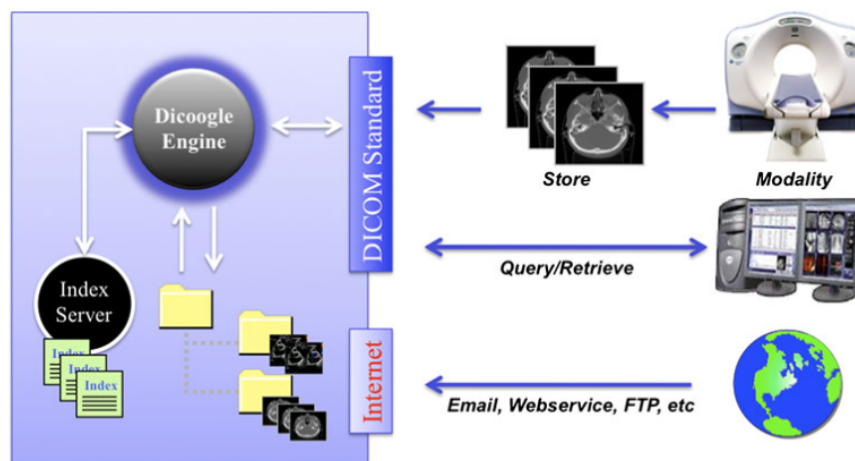 Dicoogle
Engine
DICOM Standard
Store
Modality
Query/Retrieve
Index
Server
Index
Index
Index
Internet
Email, Webservice, FTP, etc